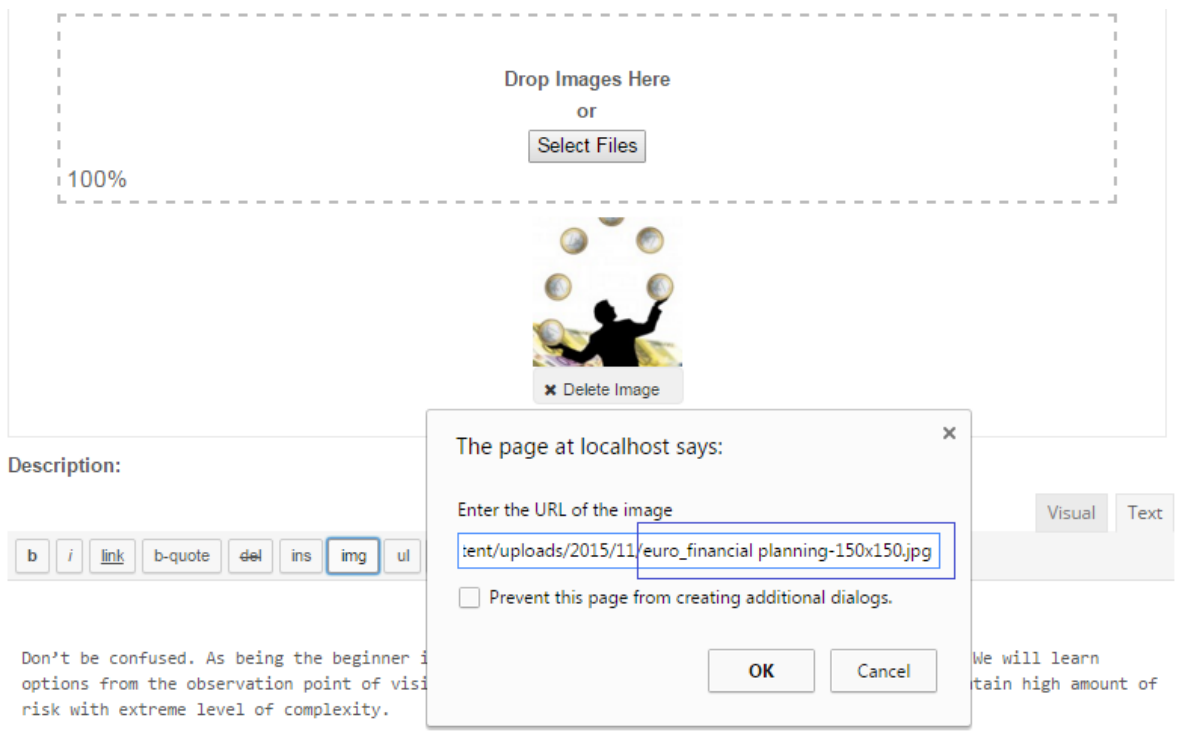 Drop Images Here
or
Select Files
100%
✖ Delete Image
The page at localhost says:
×
Description:
Enter the URL of the image
Visual Text
b i link b-quote del ins img ul
:ent/uploads/2015/11/euro_financial planning-150x150.jpg
Prevent this page from creating additional dialogs.
OK Cancel
Don't be confused. As being the beginner i We will learn
options from the observation point of visi tain high amount of
risk with extreme level of complexity.